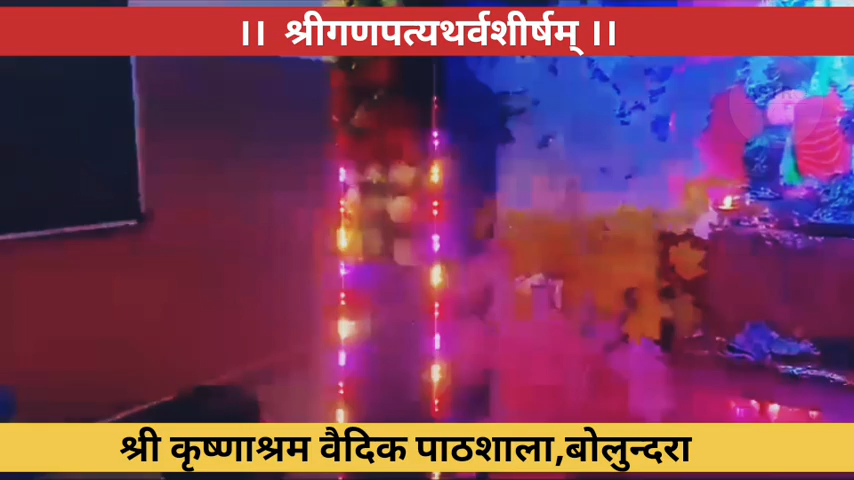 ।। श्रीगणपत्यथर्वशीर्षम् ।।
श्री कृष्णाश्रम वैदिक पाठशाला,बोलुन्दरा